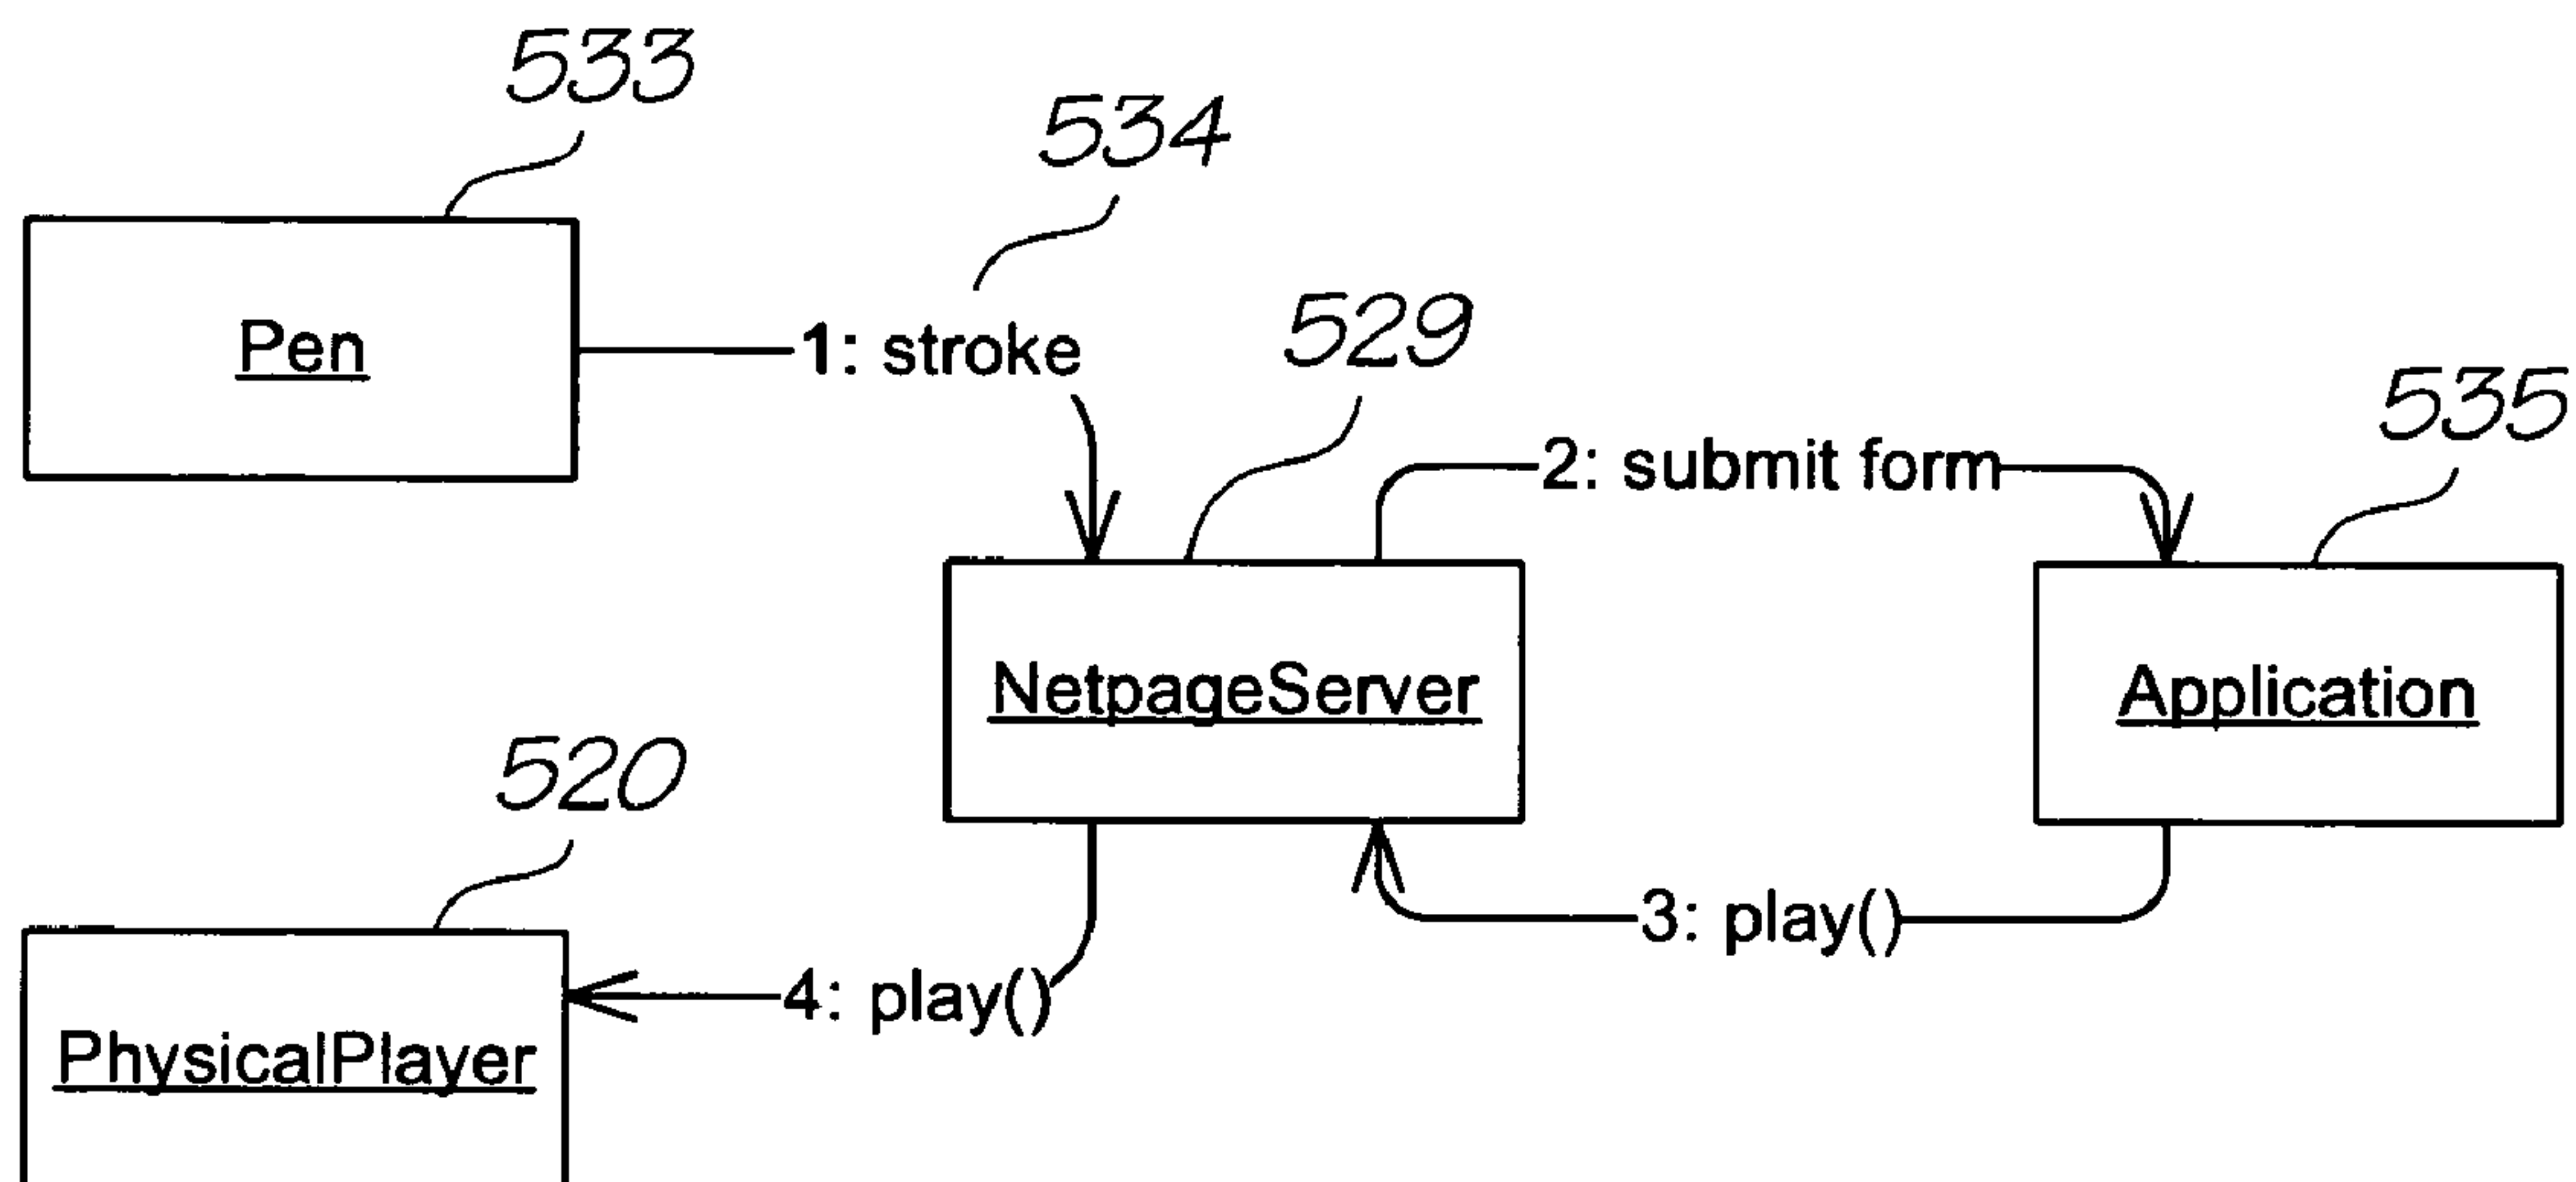 533
534
Pen
1: stroke
529
535
2: submit form
NetpageServer
Application
520
3: play()
4: play()
PhysicalPlayer